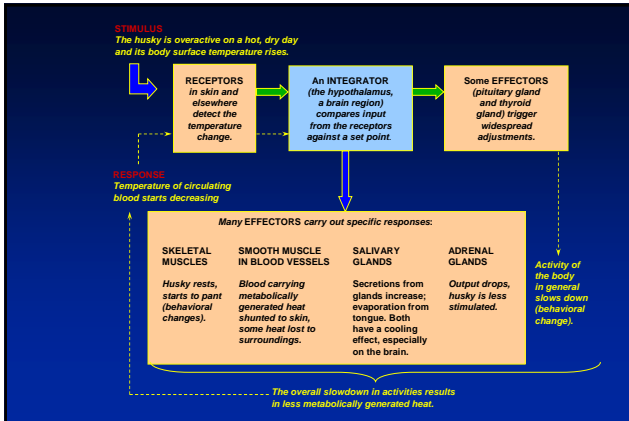 STIMULUS
The husky is overactive on a hot, dry day
and its body surface temperature rises.
RECEPTORS
in skin and
elsewhere
detect the
temperature
change.
An INTEGRATOR
(the hypothalamus,
a brain region)
compares input
from the receptors
against a set point.
Some EFFECTORS
(pituitary gland
and thyroid
gland) trigger
widespread
adjustments.
RESPONSE
Temperature of circulating
blood starts decreasing
Many EFFECTORS carry out specific responses:
SKELETAL
MUSCLES
Husky rests,
starts to pant
(behavioral
changes).
SMOOTH MUSCLE
IN BLOOD VESSELS
Blood carrying
metabolically
generated heat
shunted to skin,
some heat lost to
surroundings.
SALIVARY
GLANDS
Secretions from
glands increase;
evaporation from
tongue. Both
have a cooling
effect, especially
on the brain.
ADRENAL
GLANDS
Output drops,
husky is less
stimulated.
Activity of
the body
in general
slows down
(behavioral
change).
The overall slowdown in activities results
in less metabolically generated heat.